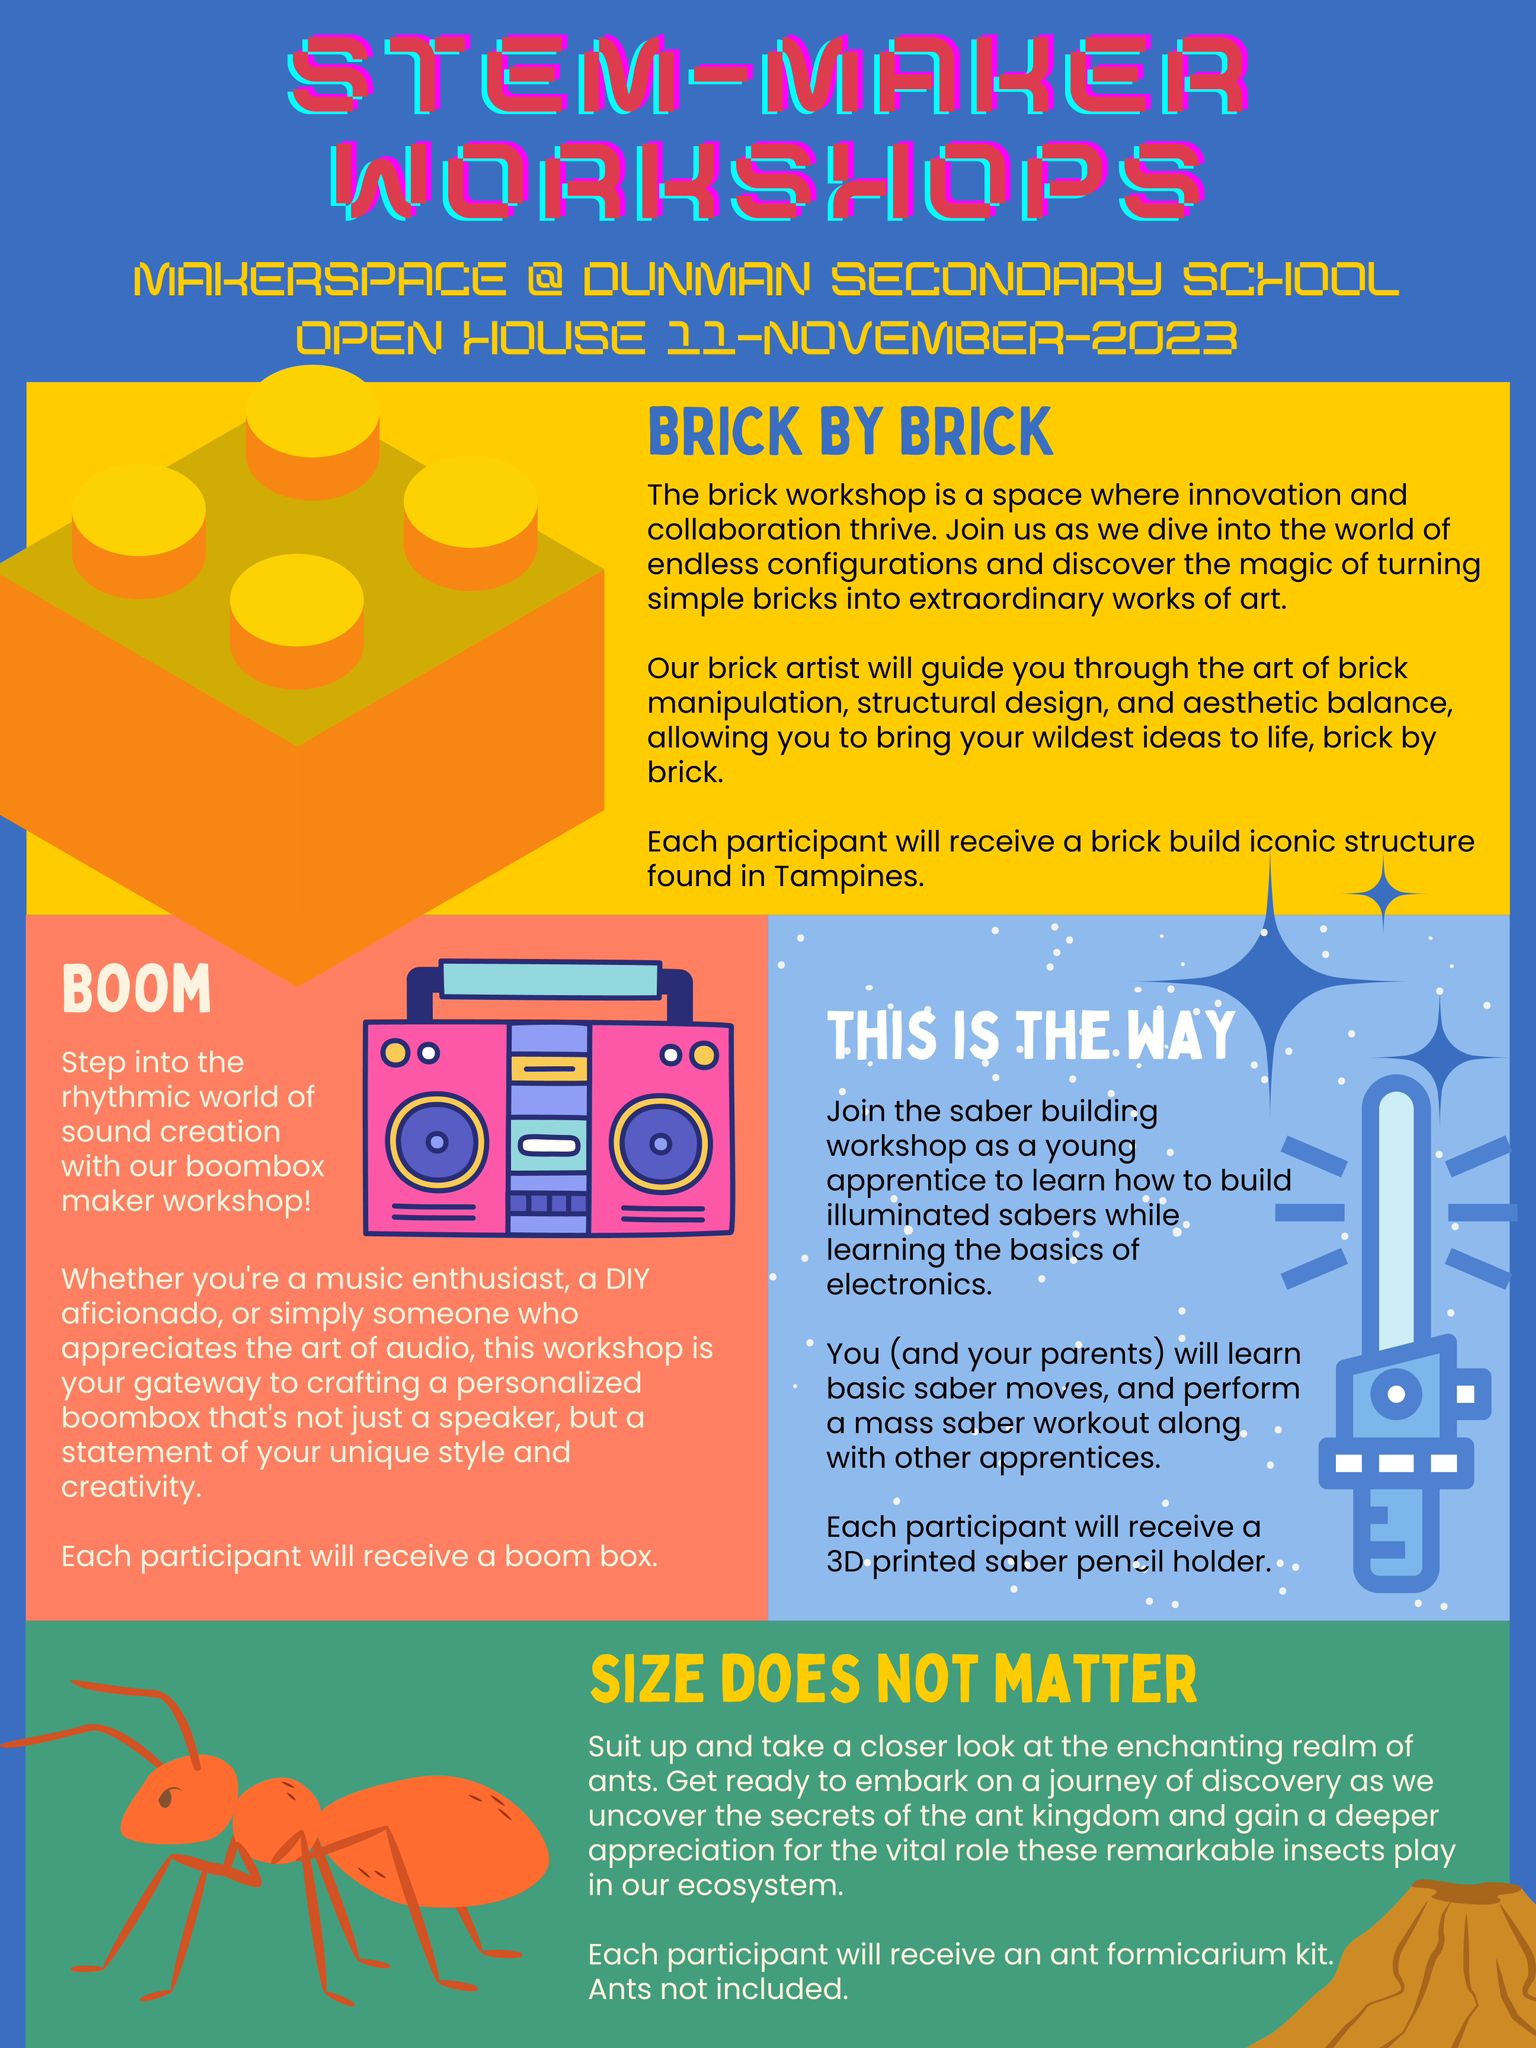 STEM-MAKER
WORKSHOPS
MAKERSPACE @ DUNMAN SECONDARY SCHOOL
OPEN HOUSE 11-NOVEMBER-2023
BRICK BY BRICK
The brick workshop is a space where innovation and
collaboration thrive. Join us as we dive into the world of
endless configurations and discover the magic of turning
simple bricks into extraordinary works of art.
Our brick artist will guide you through the art of brick
manipulation, structural design, and aesthetic balance,
allowing you to bring your wildest ideas to life, brick by
brick.
Each participant will receive a brick build iconic structure
found in Tampines.
BOOM
Step into the
rhythmic world of
sound creation
with our boombox
maker workshop!
Whether you're a music enthusiast, a DIY
aficionado, or simply someone who
appreciates the art of audio, this workshop is
your gateway to crafting a personalized
boombox that's not just a speaker, but a
statement of your unique style and
creativity.
Each participant will receive a boom box.
THIS IS THE WAY
Join the saber building
workshop as a young
apprentice to learn how to build
illuminated sabers while
learning the basics of
electronics.
You (and your parents) will learn
basic saber moves, and perform
a mass saber workout along
with other apprentices.
Each participant will receive a
3D printed saber pencil holder.
SIZE DOES NOT MATTER
Suit up and take a closer look at the enchanting realm of
ants. Get ready to embark on a journey of discovery as we
uncover the secrets of the ant kingdom and gain a deeper
appreciation for the vital role these remarkable insects play
in our ecosystem.
Each participant will receive an ant formicarium kit.
Ants not included.